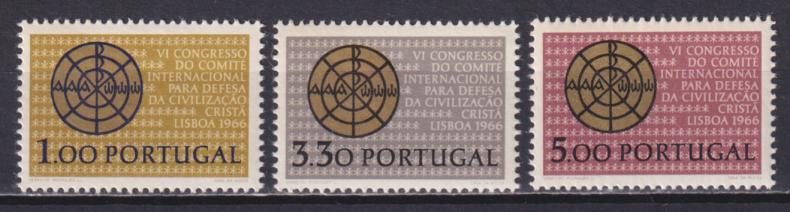 VI CONGRESSO
DO COMITÉ
INTERNACIONAL
PARA DEFESA
DA CIVILIZAÇÃO
CRISTÃ
LISBOA 1966
1.00 PORTUGAL
VI CONGRESSO
DO COMITÉ
INTERNACIONAL
PARA DEFESA
DA CIVILIZAÇÃO
CRISTÃ
LISBOA 1966
3.30 PORTUGAL
VI CONGRESSO
DO COMITÉ
INTERNACIONAL
PARA DEFESA
DA CIVILIZAÇÃO
CRISTÃ
LISBOA 1966
5.00 PORTUGAL